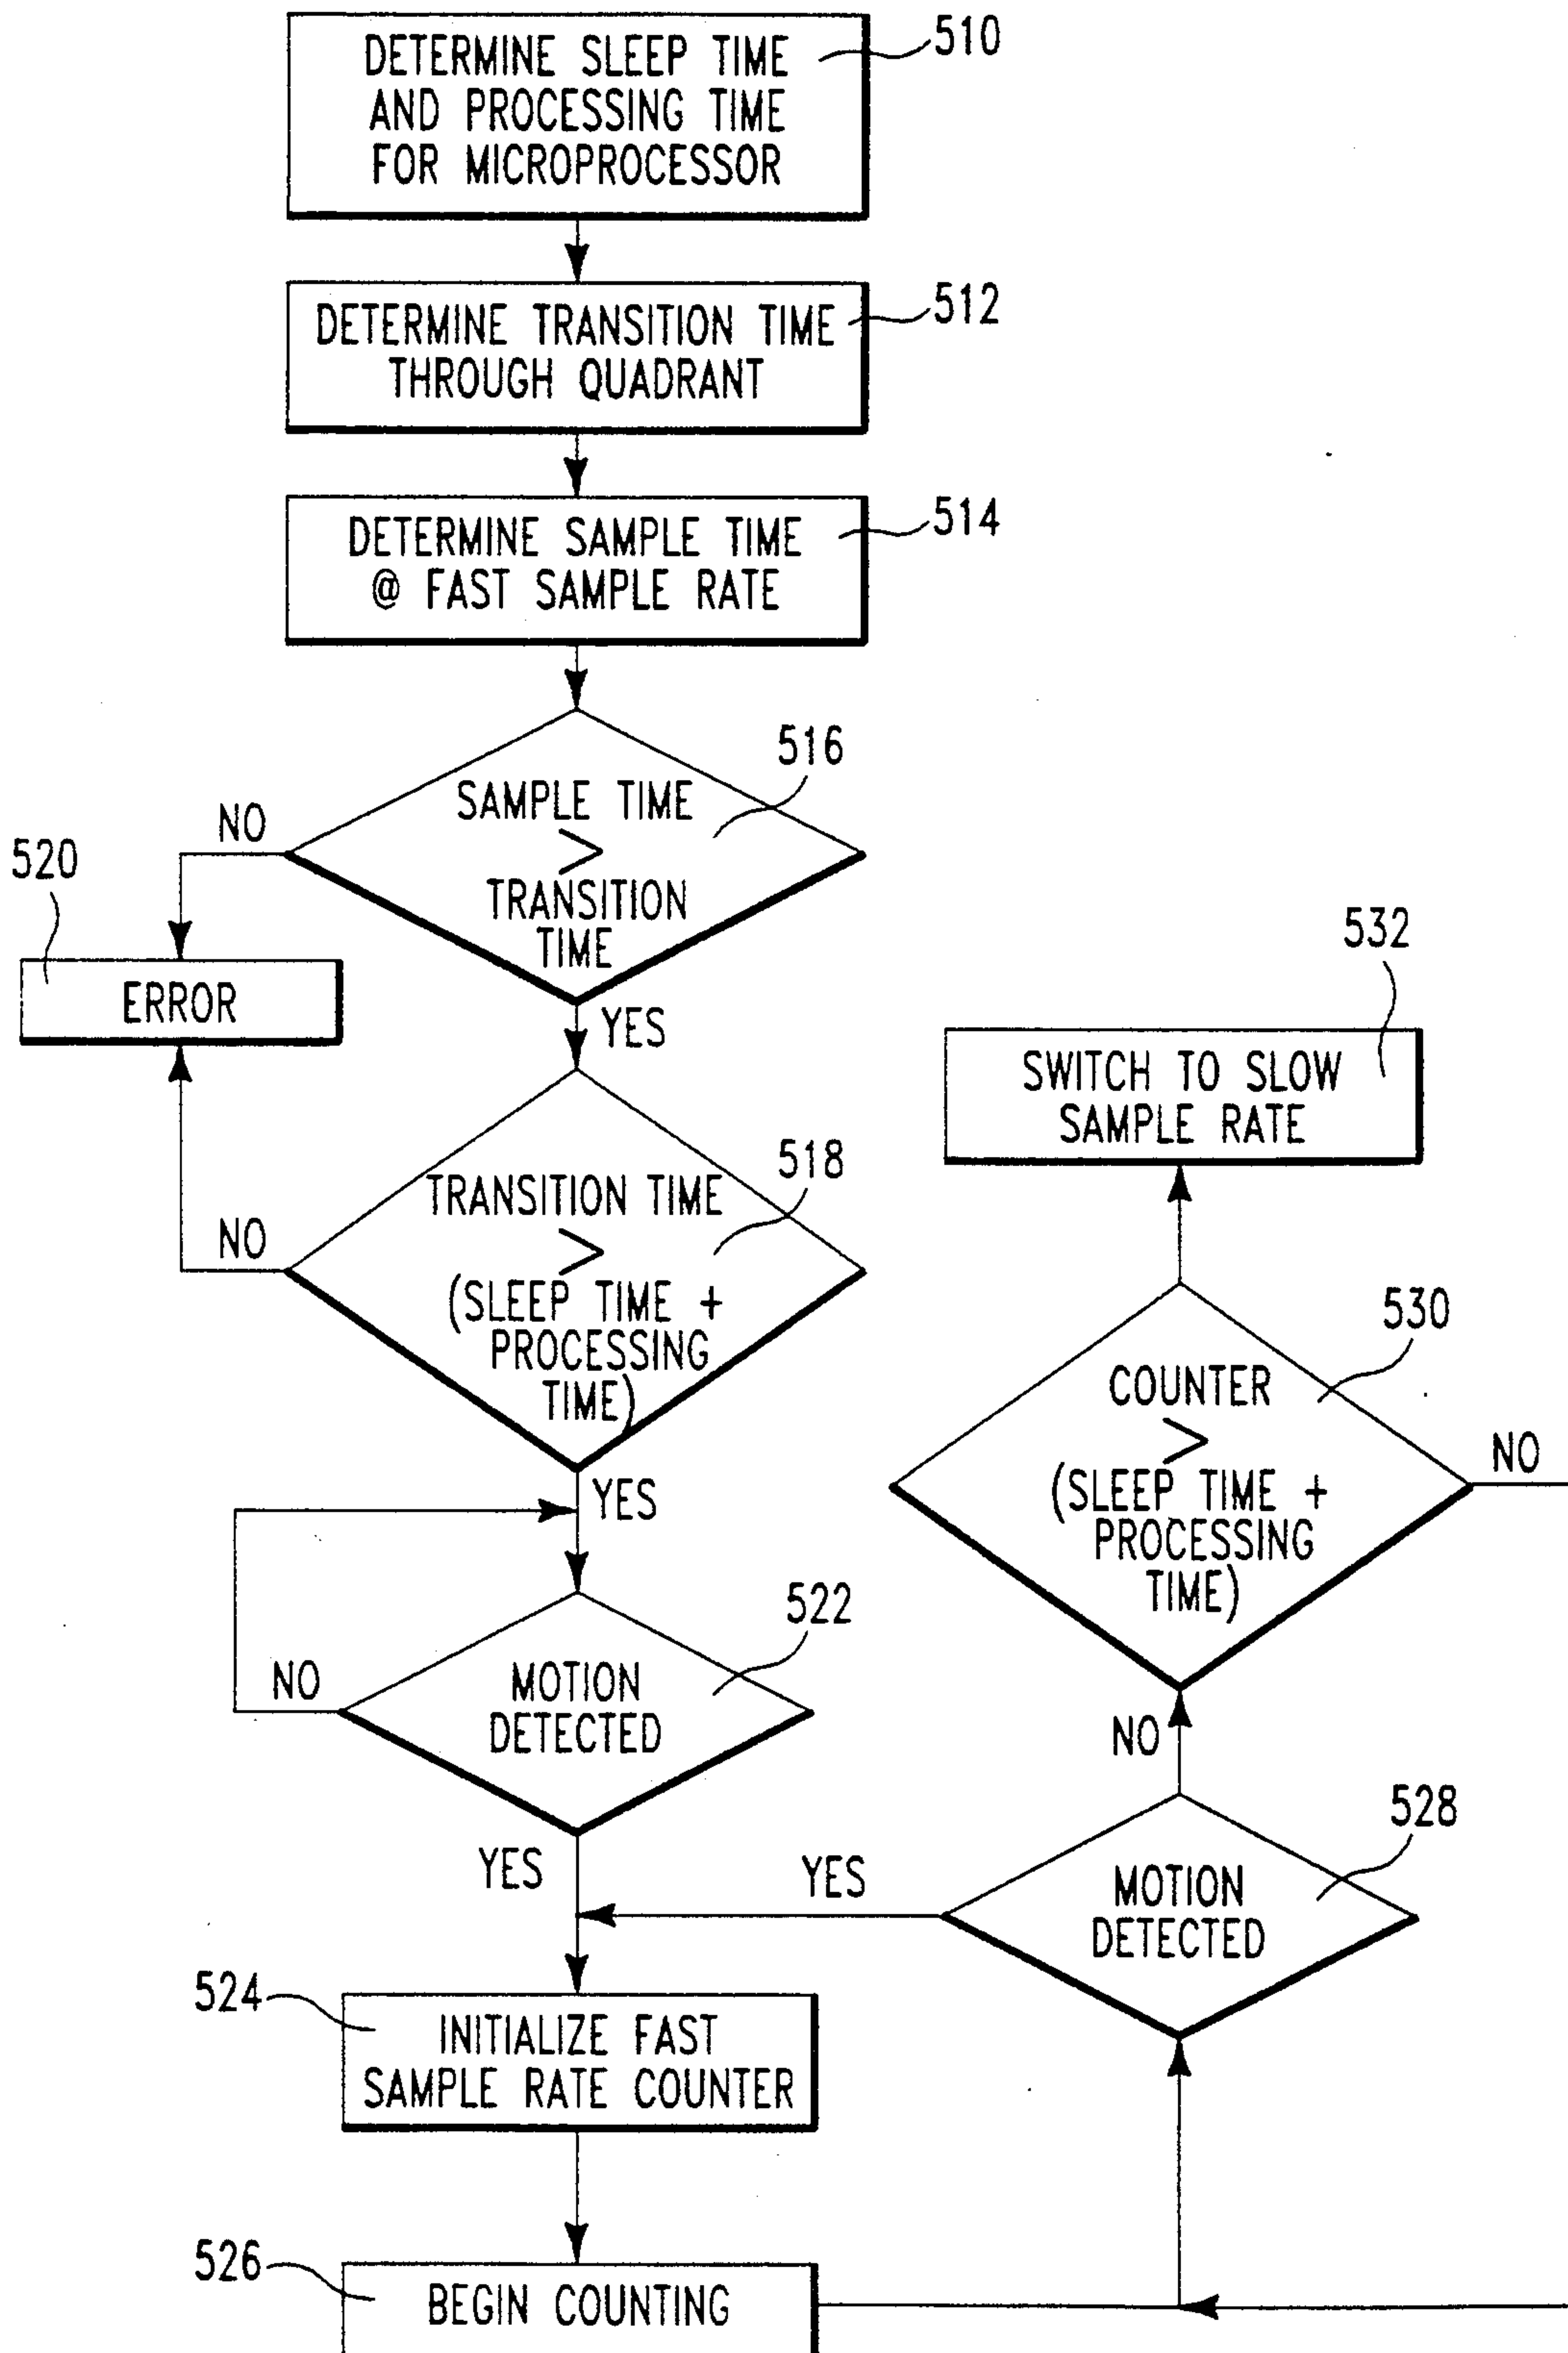 510
DETERMINE SLEEP TIME
AND PROCESSING TIME
FOR MICROPROCESSOR
512
DETERMINE TRANSITION TIME
THROUGH QUADRANT
514
DETERMINE SAMPLE TIME
@ FAST SAMPLE RATE
516
SAMPLE TIME
>
TRANSITION
TIME
NO
520
ERROR
YES
518
TRANSITION TIME
>
(SLEEP TIME +
PROCESSING
TIME)
NO
YES
522
MOTION
DETECTED
NO
YES
524
INITIALIZE FAST
SAMPLE RATE COUNTER
526
BEGIN COUNTING
528
MOTION
DETECTED
YES
NO
530
COUNTER
>
(SLEEP TIME +
PROCESSING
TIME)
NO
532
SWITCH TO SLOW
SAMPLE RATE